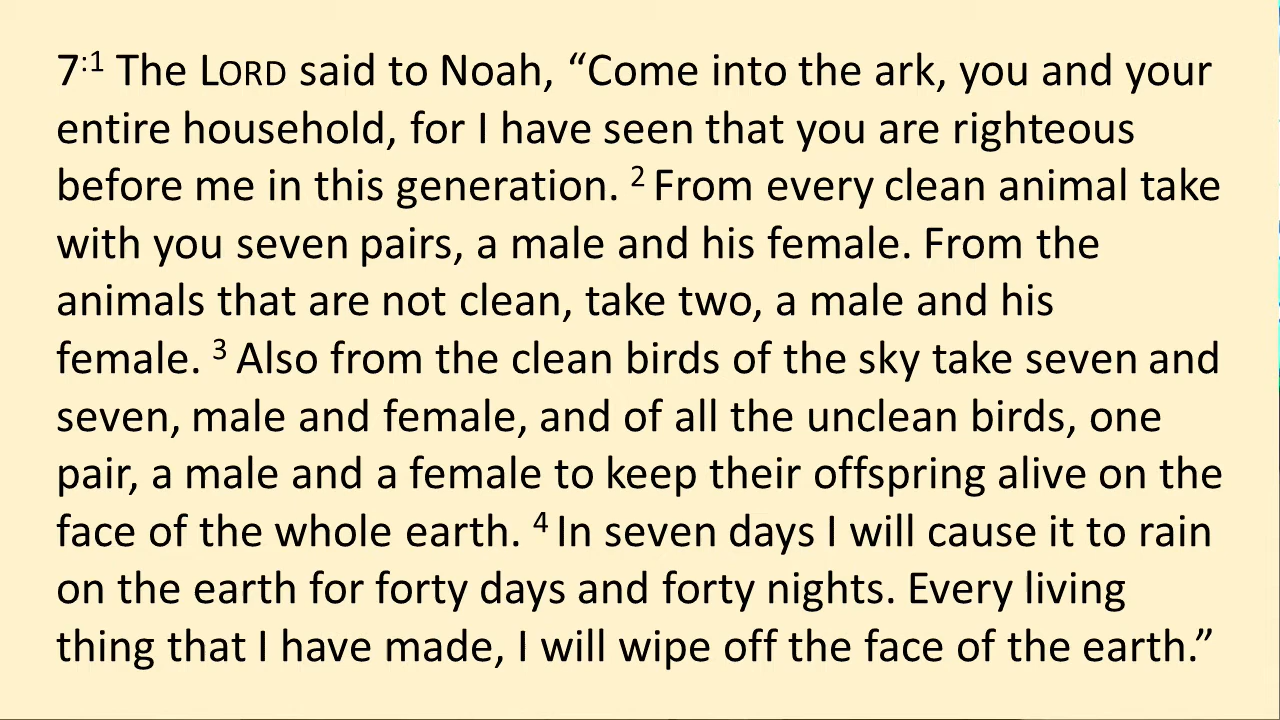 7:1 The LORD said to Noah, “Come into the ark, you and your
entire household, for I have seen that you are righteous
before me in this generation. 2 From every clean animal take
with you seven pairs, a male and his female. From the
animals that are not clean, take two, a male and his
female. 3 Also from the clean birds of the sky take seven and
seven, male and female, and of all the unclean birds, one
pair, a male and a female to keep their offspring alive on the
face of the whole earth. 4 In seven days I will cause it to rain
on the earth for forty days and forty nights. Every living
thing that I have made, I will wipe off the face of the earth.”